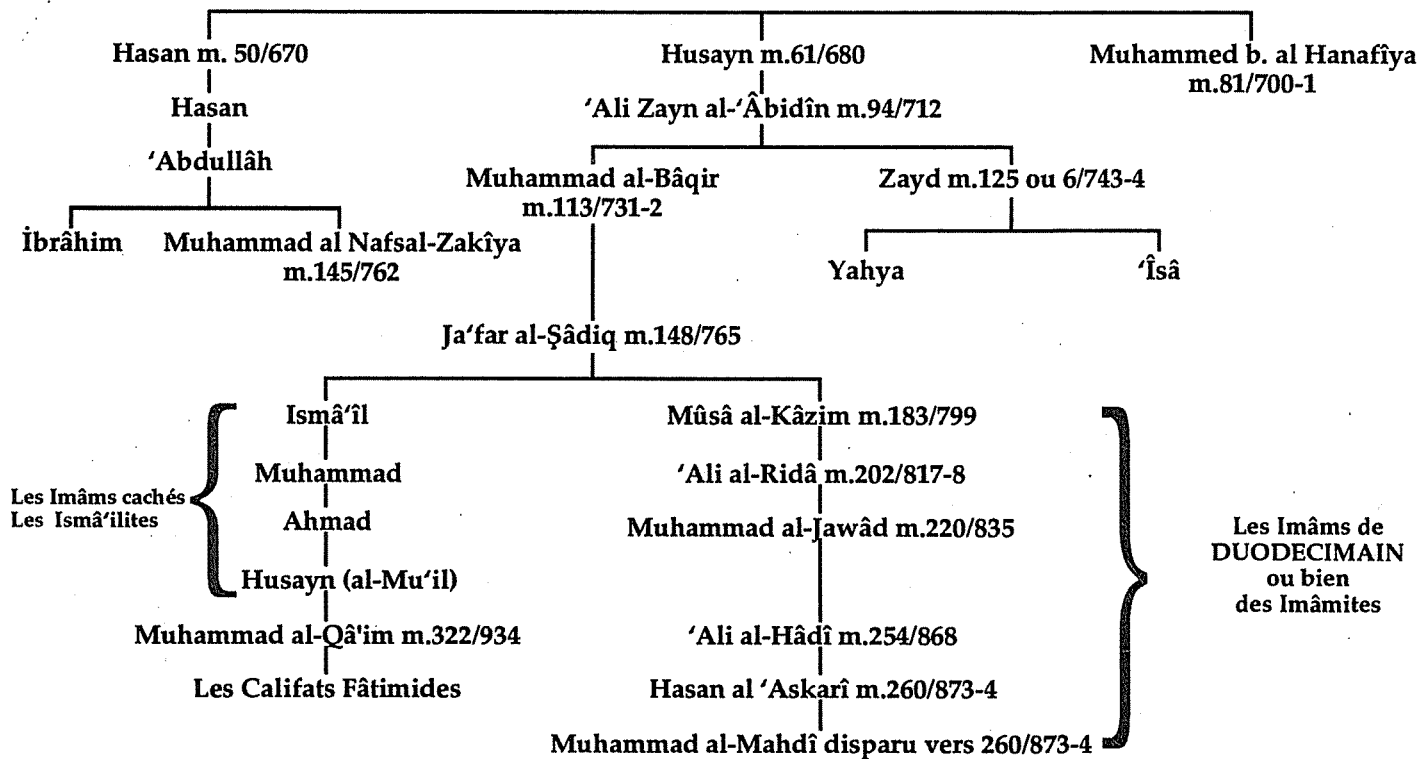 Hasan m. 50/670
Husayn m.61/680
Muhammed b. al Hanafîya
m.81/700-1
Hasan
‘Ali Zayn al-‘Âbidîn m.94/712
‘Abdullâh
Muhammad al-Bâqir
m.113/731-2
Zayd m.125 ou 6/743-4
İbrâhim
Muhammad al Nafsal-Zakîya
m.145/762
Yahya
‘Îsâ
Ja‘far al-Şâdiq m.148/765
Ismâ‘îl
Mûsâ al-Kâzim m.183/799
Muhammad
‘Ali al-Ridâ m.202/817-8
Les Imâms cachés
Les Ismâ‘ilites
Ahmad
Muhammad al-Jawâd m.220/835
Les Imâms de
DUODECIMAIN
ou bien
des Imâmites
Husayn (al-Mu‘il)
Muhammad al-Qâ'im m.322/934
‘Ali al-Hâdî m.254/868
Les Califats Fâtimides
Hasan al ‘Askarî m.260/873-4
Muhammad al-Mahdî disparu vers 260/873-4